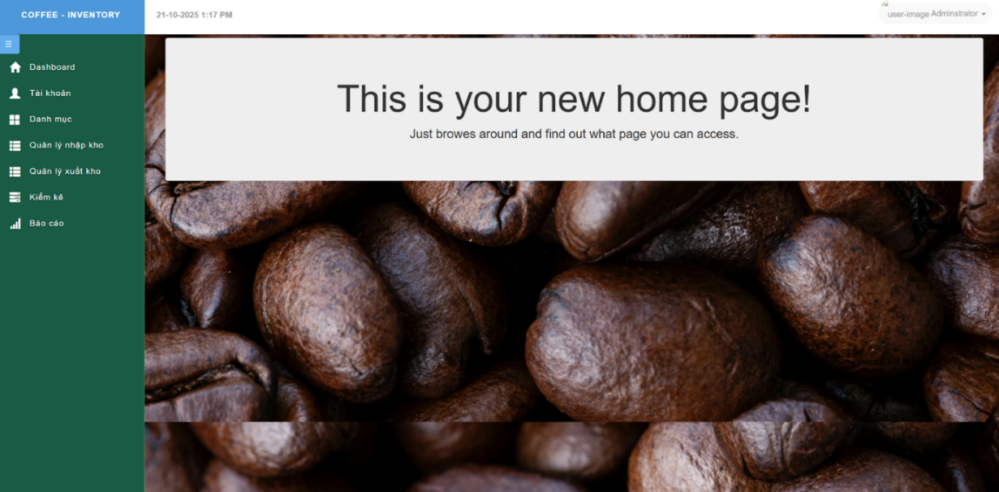 COFFEE - INVENTORY
21-10-2025 1:17 PM
user-image Adminstrator
Dashboard
Tài khoản
Danh mục
Quản lý nhập kho
Quản lý xuất kho
Kiểm kê
Báo cáo
This is your new home page!
Just browes around and find out what page you can access.